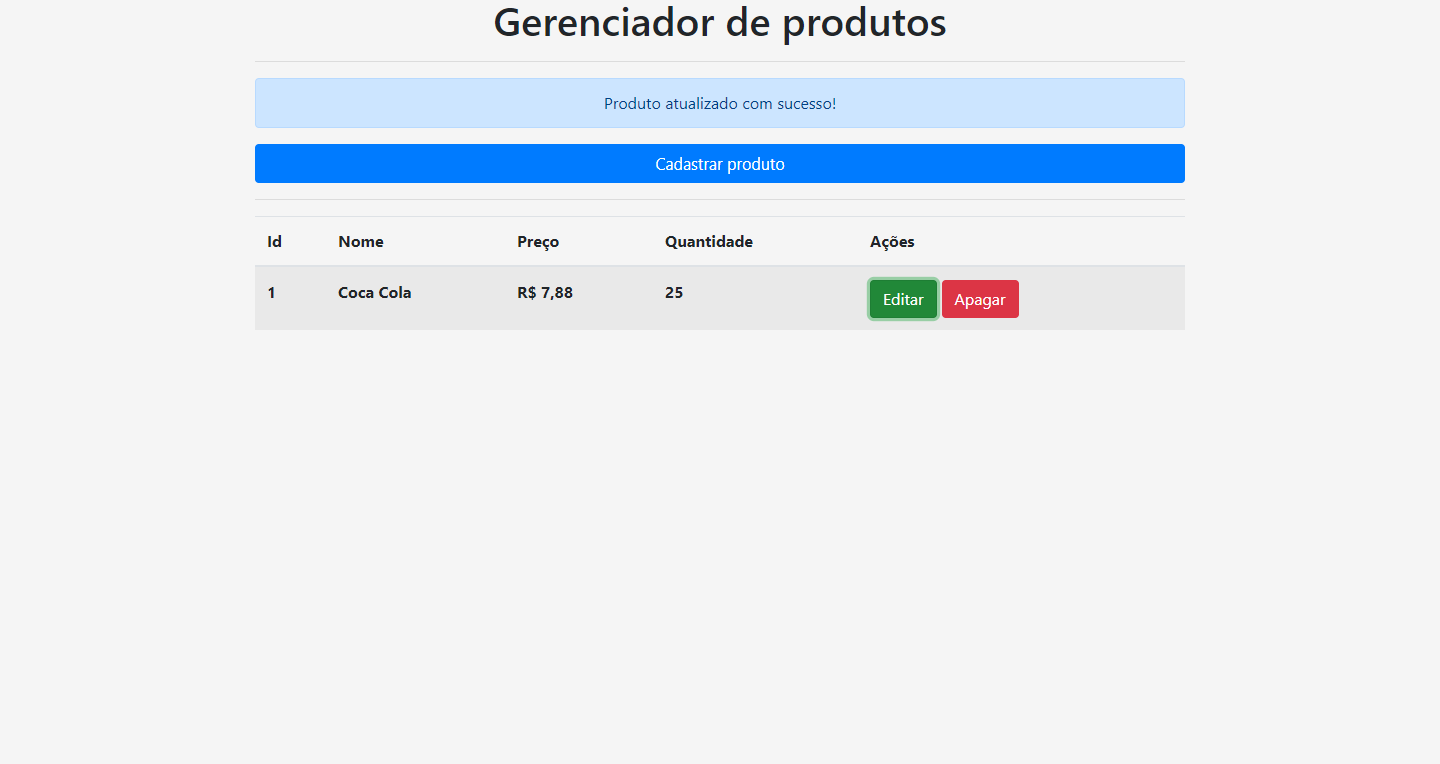 Gerenciador de produtos
Produto atualizado com sucesso!
Cadastrar produto
Id Nome Preço Quantidade Ações
1 Coca Cola R$ 7,88 25 Editar Apagar